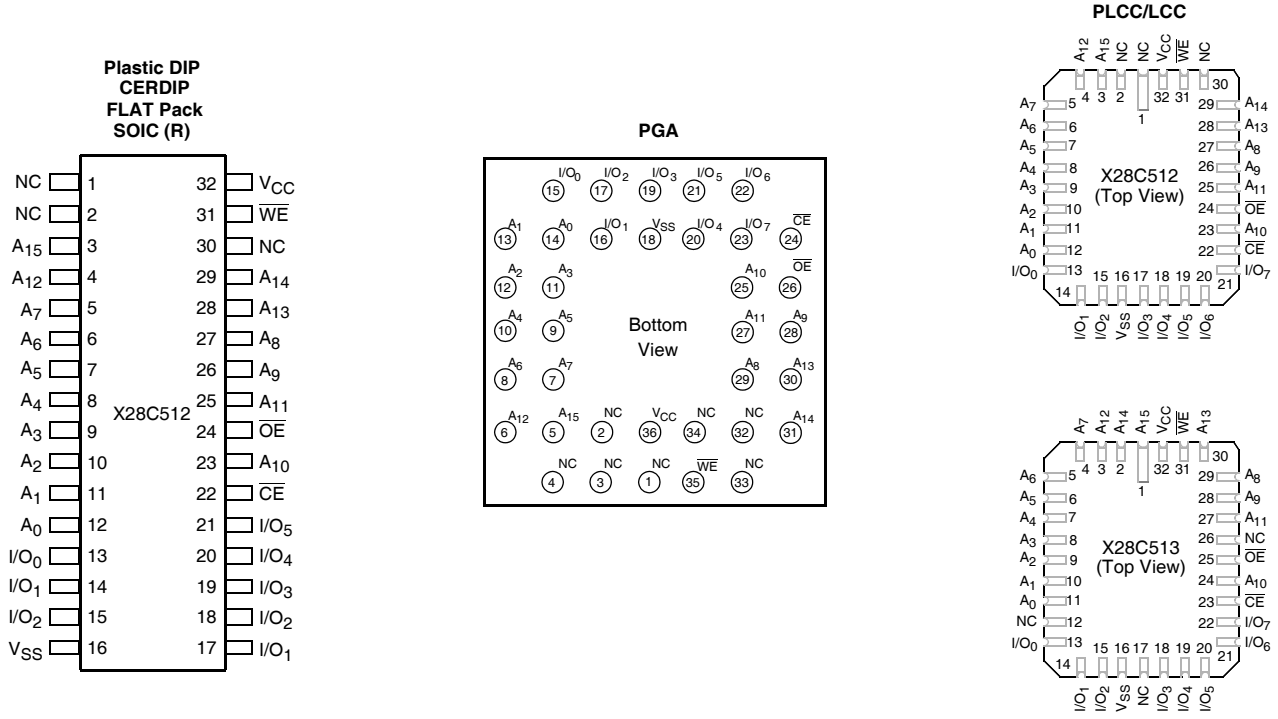 Plastic DIP
CERDIP
FLAT Pack
SOIC (R)
NC 1 32 VCC
NC 2 31 WE
A15 3 30 NC
A12 4 29 A14
A7 5 28 A13
A6 6 27 A8
A5 7 26 A9
A4 8 25 A11
X28C512
A3 9 24 OE
A2 10 23 A10
A1 11 22 CE
A0 12 21 I/O5
I/O0 13 20 I/O4
I/O1 14 19 I/O3
I/O2 15 18 I/O2
VSS 16 17 I/O1
PGA
I/O0 I/O2 I/O3 I/O5 I/O6
15 17 19 21 22
A1 A0 I/O1 VSS I/O4 I/O7 CE
13 14 16 18 20 23 24
A2 A3 A10 OE
12 11 25 26
A4 A5 A11 A9
10 9 27 28
Bottom
View
A6 A7 A8 A13
8 7 29 30
A12 A15 NC VCC NC NC A14
6 5 2 36 34 32 31
NC NC NC WE NC
4 3 1 35 33
PLCC/LCC
A12 A15 NC NC VCC WE NC
4 3 2 1 32 31 30
A7 5 29 A14
A6 6 28 A13
A5 7 27 A8
A4 8 26 A9
X28C512
(Top View)
A3 9 25 A11
A2 10 24 OE
A1 11 23 A10
A0 12 22 CE
I/O0 13 21 I/O7
14 15 16 17 18 19 20
I/O1 I/O2 VSS I/O3 I/O4 I/O5 I/O6
A7 A12 A14 A15 VCC WE A13
4 3 2 1 32 31 30
A6 5 29 A8
A5 6 28 A9
A4 7 27 A11
A3 8 26 NC
X28C513
(Top View)
A2 9 25 OE
A1 10 24 A10
A0 11 23 CE
NC 12 22 I/O7
I/O0 13 21 I/O6
14 15 16 17 18 19 20
I/O1 I/O2 VSS NC I/O3 I/O4 I/O5